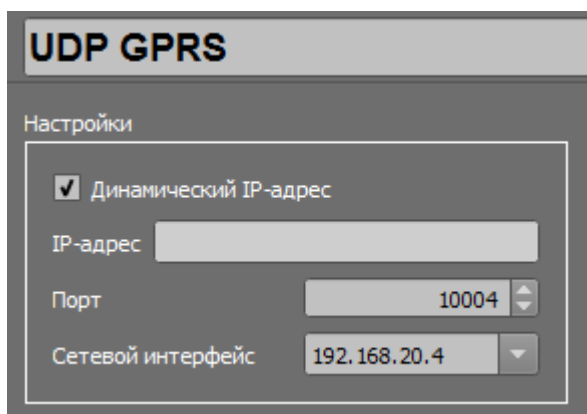 UDP GPRS
Настройки
Динамический IP-адрес
IP-адрес
Порт 10004
Сетевой интерфейс 192.168.20.4